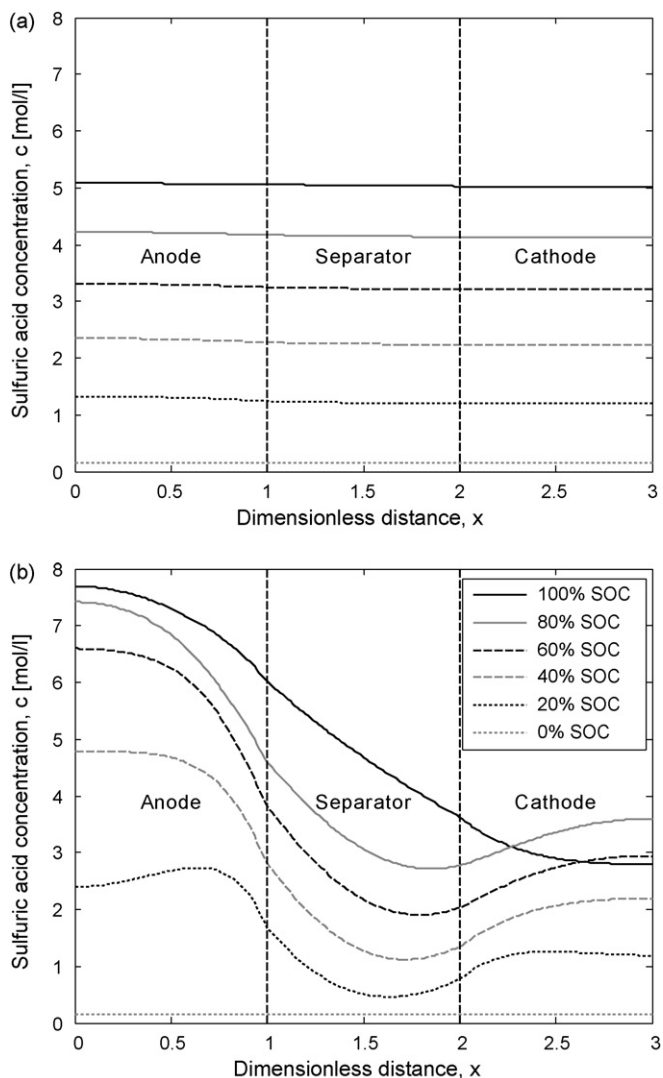 (a)
8
7
6
5
4
3
2
1
0
Sulfuric acid concentration, c [mol/l]
Anode
Separator
Cathode
0 0.5 1 1.5 2 2.5 3
Dimensionless distance, x
(b)
8
7
6
5
4
3
2
1
0
Sulfuric acid concentration, c [mol/l]
100% SOC
80% SOC
60% SOC
40% SOC
20% SOC
0% SOC
Anode
Separator
Cathode
0 0.5 1 1.5 2 2.5 3
Dimensionless distance, x